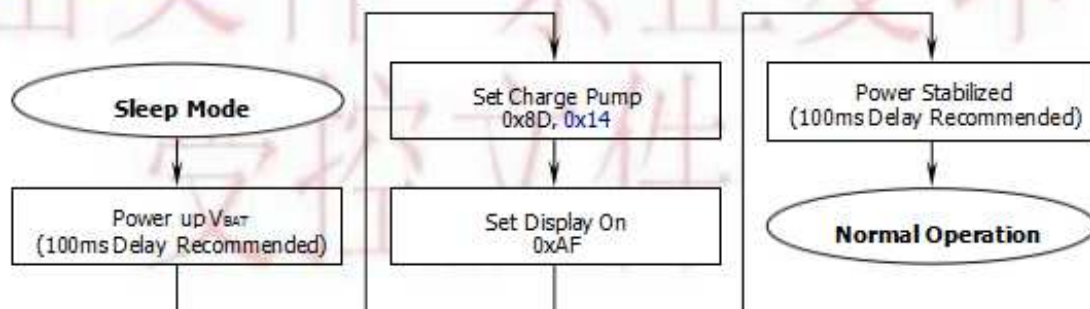 Sleep Mode
Power up VBAT
(100ms Delay Recommended)
Set Charge Pump
0x8D, 0x14
Set Display On
0xAF
Power Stabilized
(100ms Delay Recommended)
Normal Operation